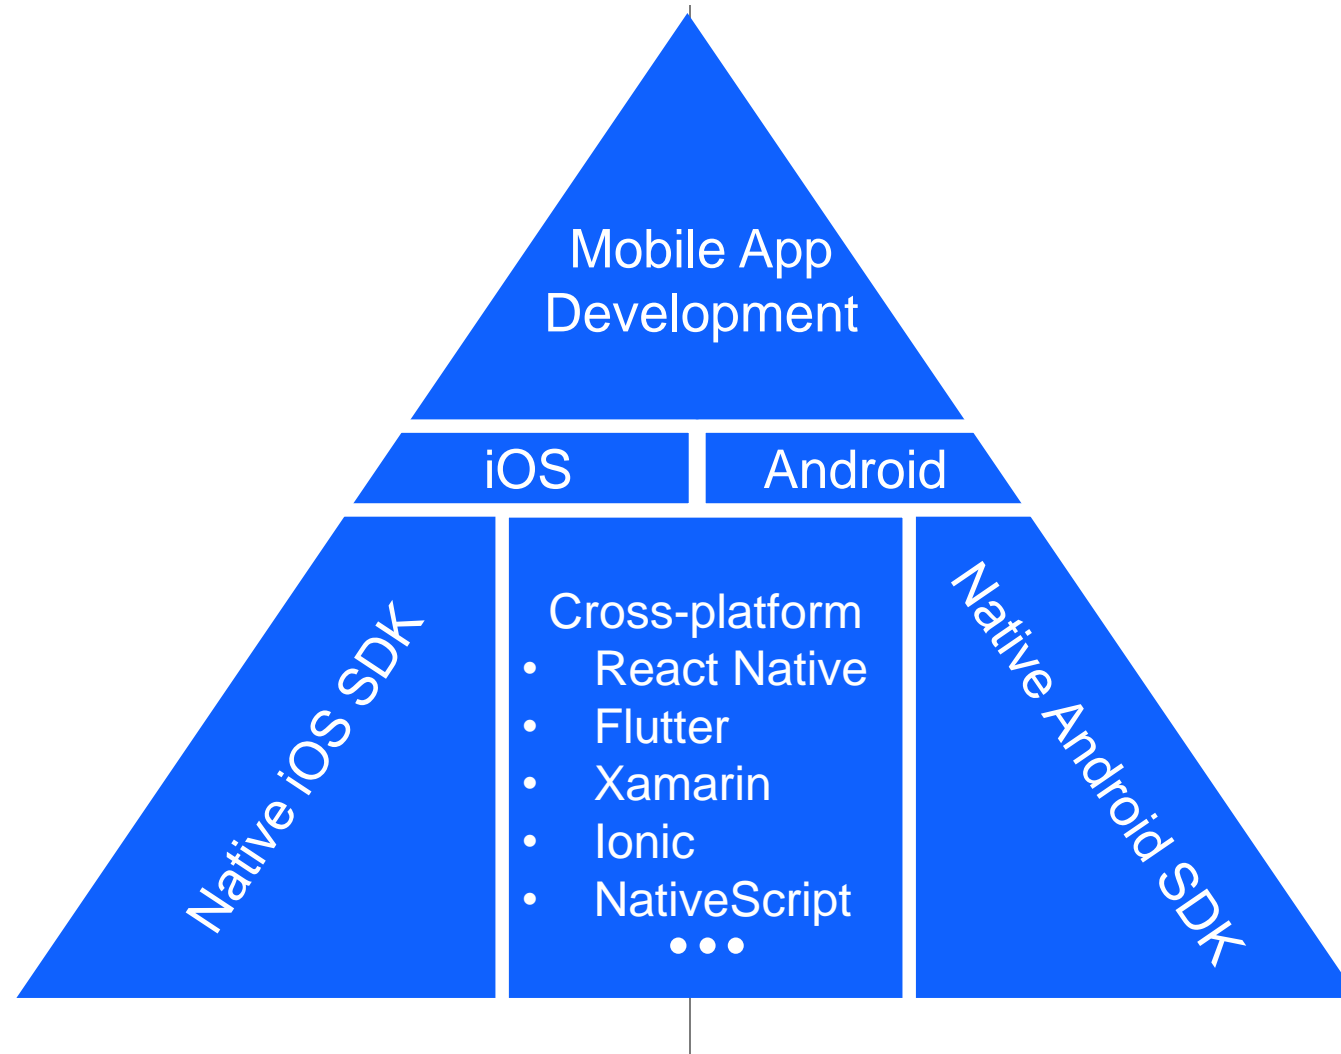 Mobile App
Development
iOS
Android
Native iOS SDK
Cross-platform
• React Native
• Flutter
• Xamarin
• Ionic
• NativeScript
•••
Native Android SDK